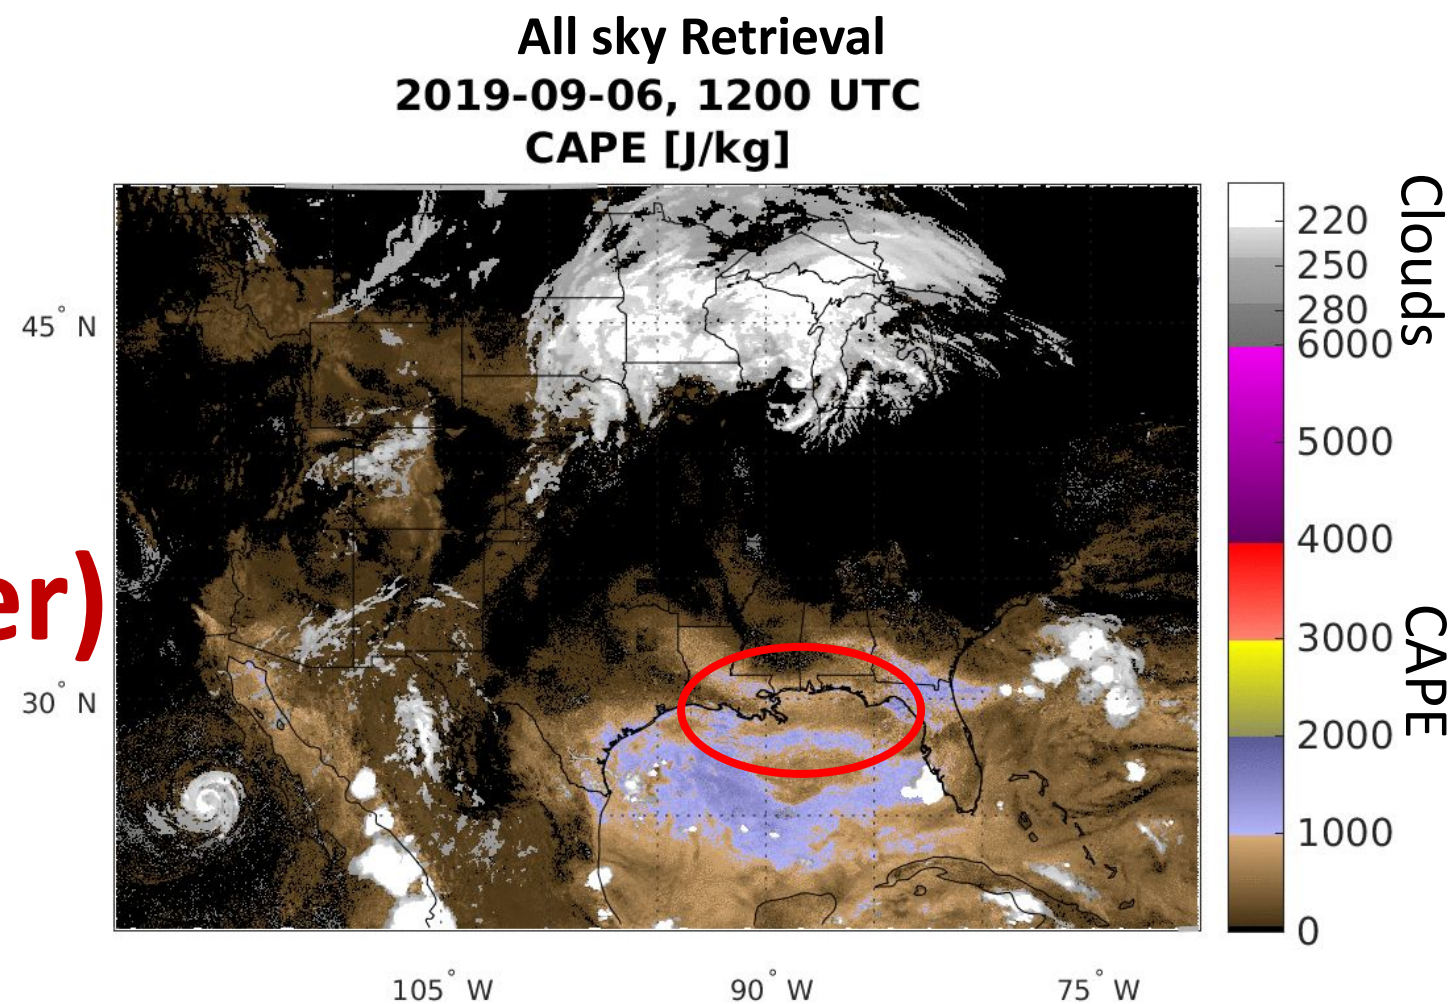 All sky Retrieval
2019-09-06, 1200 UTC
CAPE [J/kg]
45° N
30° N
105° W
90° W
75° W
er)
220
250
280
6000
5000
4000
3000
2000
1000
0
Clouds
CAPE